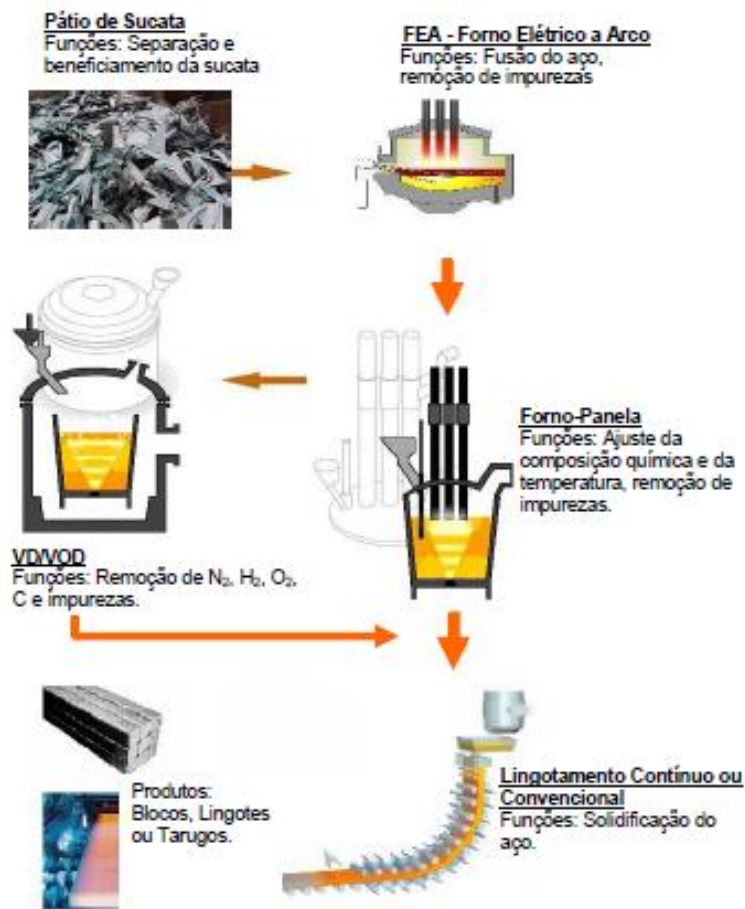 Pátio de Sucata
Funções: Separação e
beneficiamento da sucata
FEA - Forno Elétrico a Arco
Funções: Fusão do aço,
remoção de impurezas
Forno-Panela
Funções: Ajuste da
composição química e da
temperatura, remoção de
impurezas.
VD/VOD
Funções: Remoção de N₂, H₂, O₂,
C e impurezas.
Produtos:
Blocos, Lingotes
ou Tarugos.
Lingotamento Contínuo ou
Convencional
Funções: Solidificação do
aço.